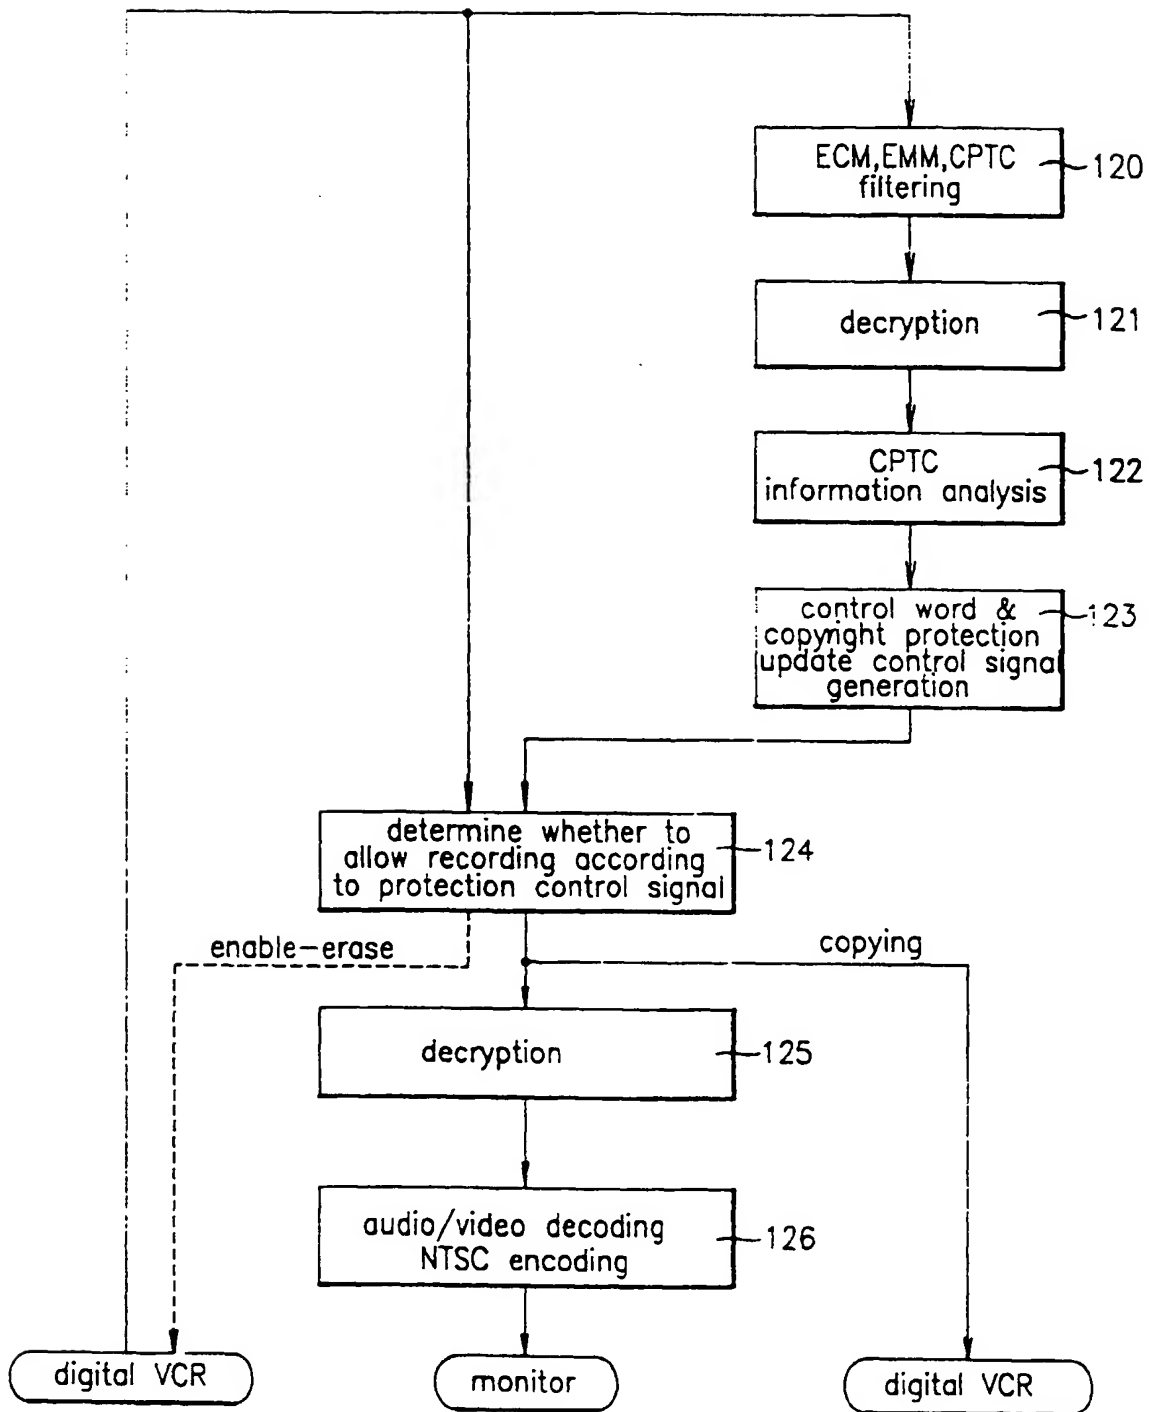 ECM,EMM,CPTC
filtering
120
decryption
121
CPTC
information analysis
122
control word &
copyright protection
update control signal
generation
123
determine whether to
allow recording according
to protection control signal
124
enable-erase
copying
decryption
125
audio/video decoding
NTSC encoding
126
digital VCR
monitor
digital VCR